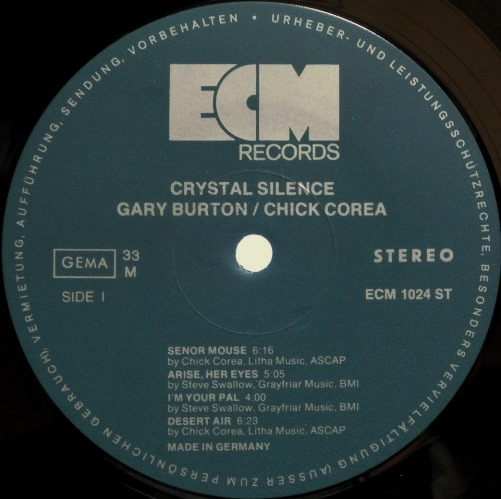 URHEBER- UND LEISTUNGSSCHUTZRECHTE, BESONDERS VERVIELFÄLTIGUNG (AUSSER ZUM PERSÖNLICHEN GEBRAUCH), VERMIETUNG, AUFFÜHRUNG, SENDUNG, VORBEHALTEN •
ECM
RECORDS
CRYSTAL SILENCE
GARY BURTON / CHICK COREA
GEMA 33 STEREO
M
SIDE I ECM 1024 ST
SENOR MOUSE 6:16
by Chick Corea, Litha Music, ASCAP
ARISE, HER EYES 5:05
by Steve Swallow, Grayfriar Music, BMI
I'M YOUR PAL 4:00
by Steve Swallow, Grayfriar Music, BMI
DESERT AIR 6:23
by Chick Corea, Litha Music, ASCAP
MADE IN GERMANY